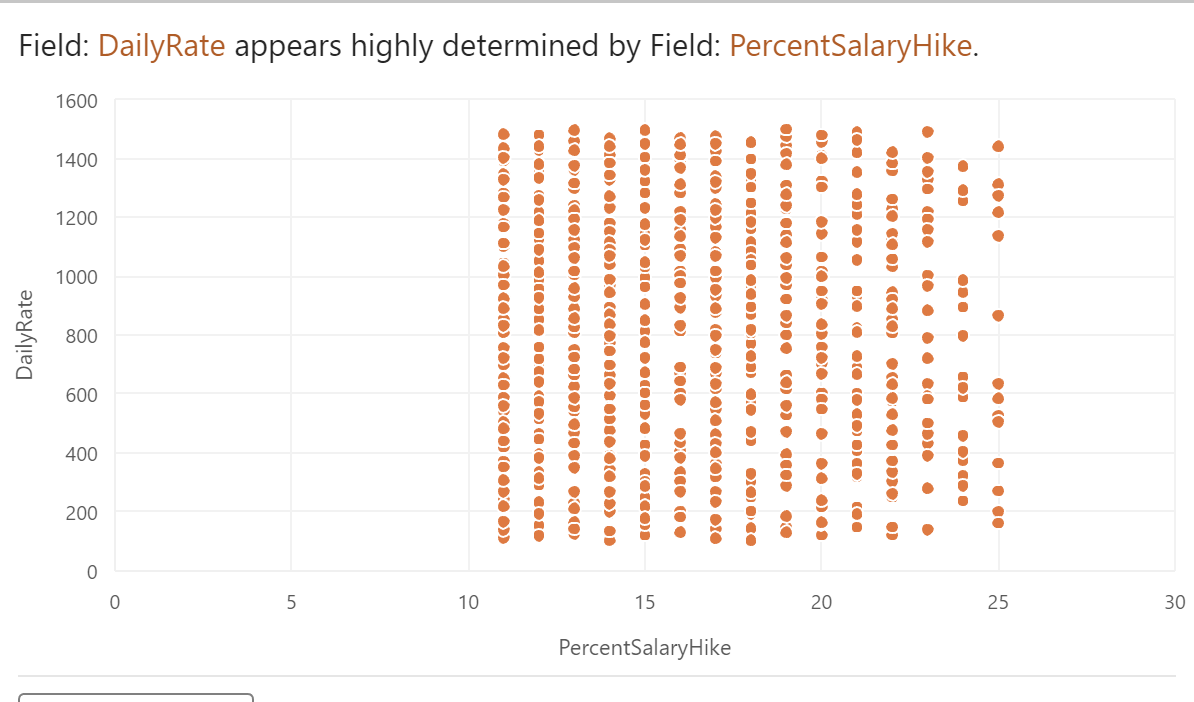 Field: DailyRate appears highly determined by Field: PercentSalaryHike.
1600
1400
1200
1000
800
600
400
200
0
DailyRate
0 5 10 15 20 25 30
PercentSalaryHike